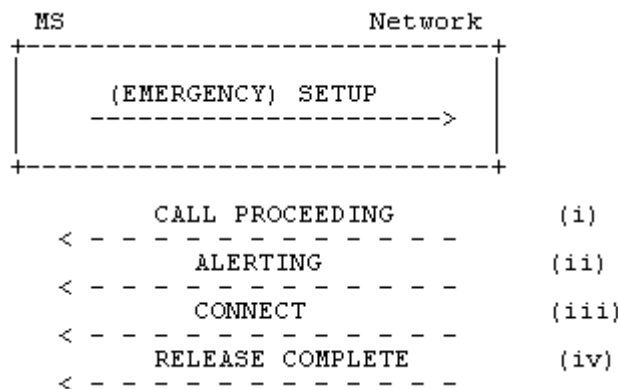 MS Network
(EMERGENCY) SETUP
CALL PROCEEDING (i)
ALERTING (ii)
CONNECT (iii)
RELEASE COMPLETE (iv)